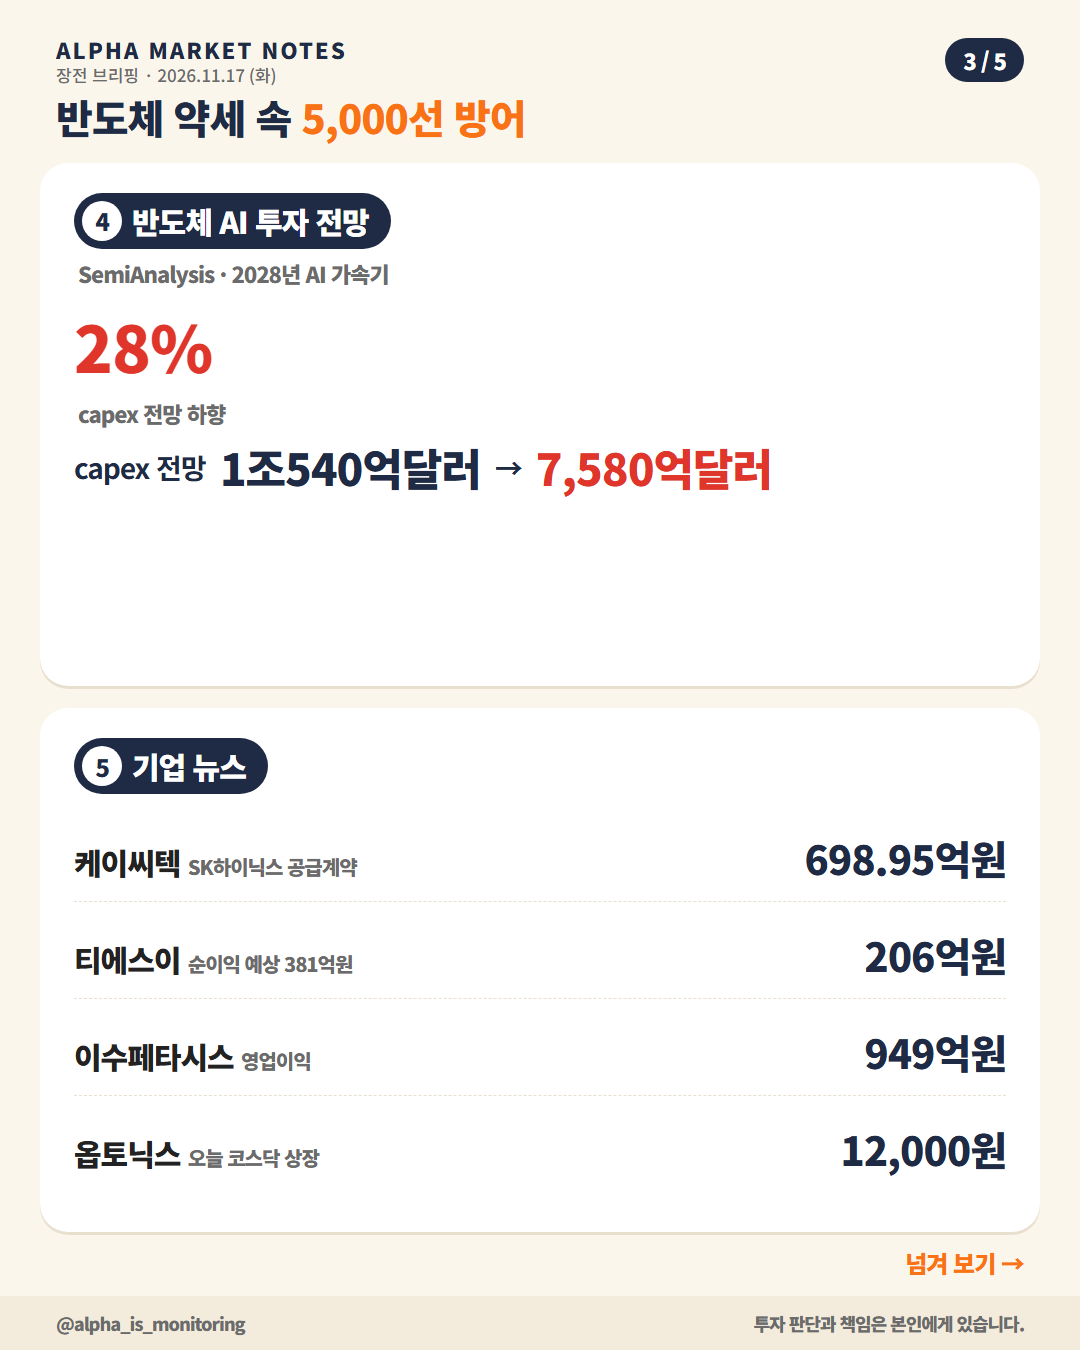 ALPHA MARKET NOTES
장전 브리핑 · 2026.11.17 (화)
3 / 5
반도체 약세 속 5,000선 방어
4 반도체 AI 투자 전망
SemiAnalysis · 2028년 AI 가속기
28%
capex 전망 하향
capex 전망 1조540억달러 → 7,580억달러
5 기업 뉴스
케이씨텍 SK하이닉스 공급계약 698.95억원
티에스이 순이익 예상 381억원 206억원
이수페타시스 영업이익 949억원
옵토닉스 오늘 코스닥 상장 12,000원
넘겨 보기 →
@alpha_is_monitoring 투자 판단과 책임은 본인에게 있습니다.